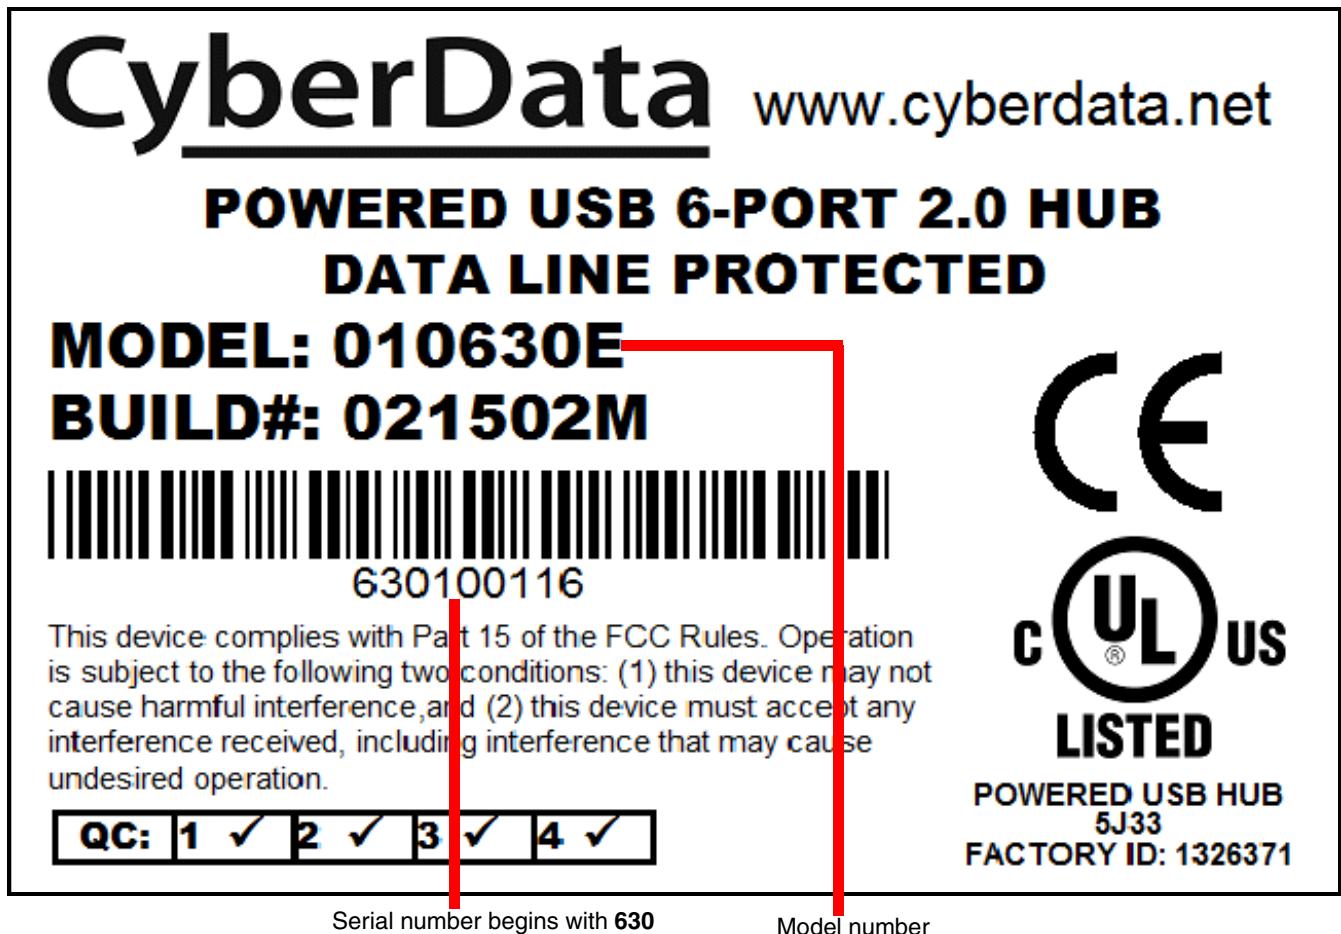 CyberData www.cyberdata.net
POWERED USB 6-PORT 2.0 HUB
DATA LINE PROTECTED
MODEL: 010630E
BUILD#: 021502M
630100116
This device complies with Part 15 of the FCC Rules. Operation
is subject to the following two conditions: (1) this device may not
cause harmful interference,and (2) this device must accept any
interference received, including interference that may cause
undesired operation.
QC: 1 ✓ 2 ✓ 3 ✓ 4 ✓
CE
C UL ® US
LISTED
POWERED USB HUB
5J33
FACTORY ID: 1326371
Serial number begins with 630
Model number